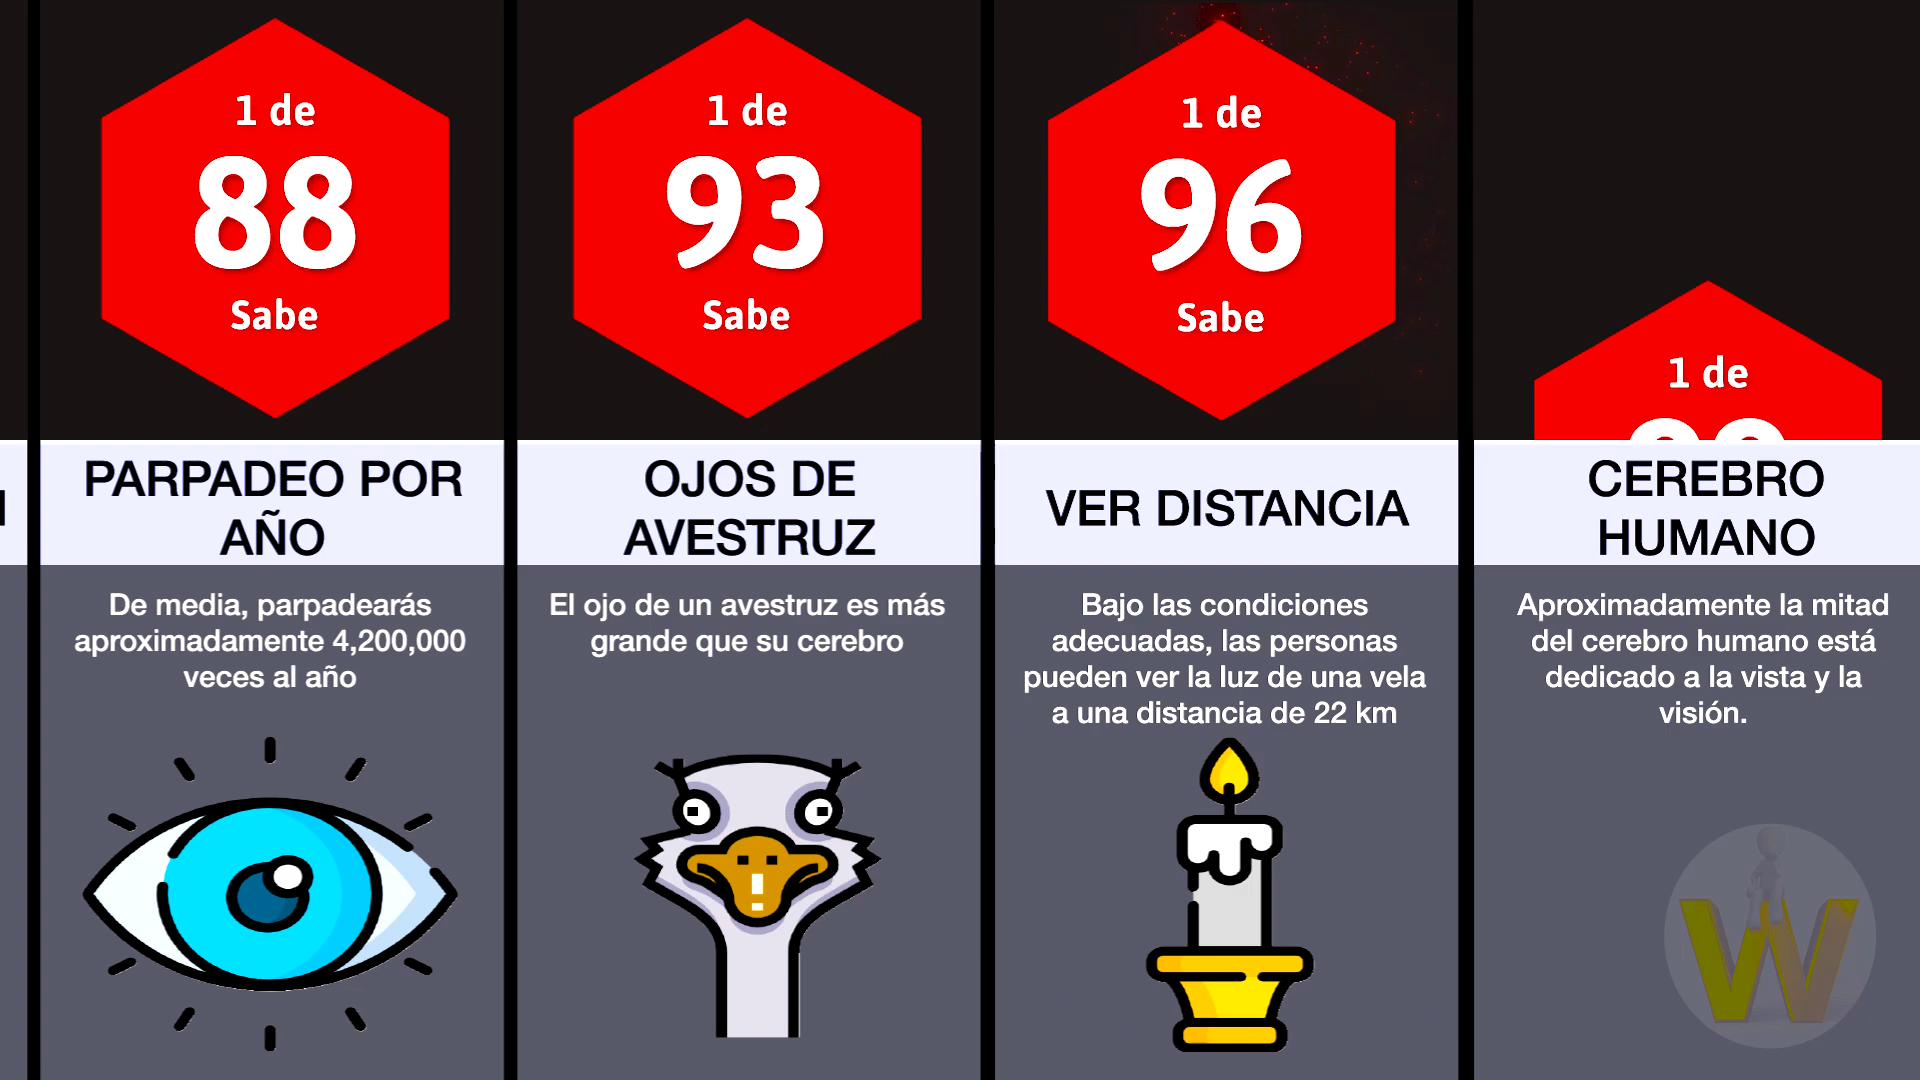 1 de
88
Sabe
PARPADEO POR
AÑO
De media, parpadearás
aproximadamente 4,200,000
veces al año
1 de
93
Sabe
OJOS DE
AVESTRUZ
El ojo de un avestruz es más
grande que su cerebro
1 de
96
Sabe
VER DISTANCIA
Bajo las condiciones
adecuadas, las personas
pueden ver la luz de una vela
a una distancia de 22 km
1 de
CEREBRO
HUMANO
Aproximadamente la mitad
del cerebro humano está
dedicado a la vista y la
visión.
W